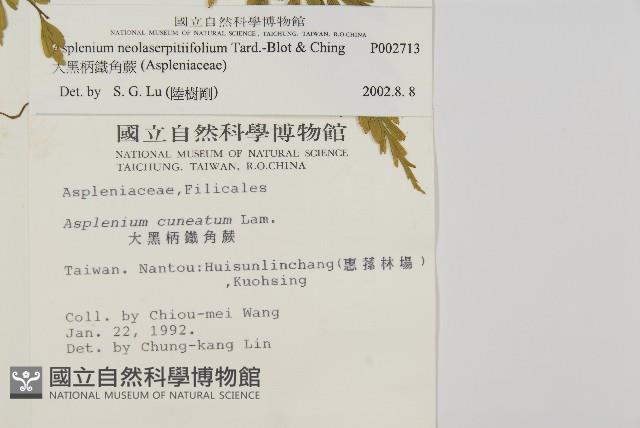 國立自然科學博物館
NATIONAL MUSEUM OF NATURAL SCIENCE, TAICHUNG, TAIWAN, R.O.CHINA
Asplenium neolaserpitiifolium Tard.-Blot & Ching P002713
大黑柄鐵角蕨 (Aspleniaceae)
Det. by S. G. Lu (陸樹剛) 2002.8. 8
國立自然科學博物館
NATIONAL MUSEUM OF NATURAL SCIENCE
TAICHUNG, TAIWAN, R.O.CHINA
Aspleniaceae,Filicales
Asplenium cuneatum Lam.
大黑柄鐵角蕨
Taiwan. Nantou:Huisunlinchang(惠蓀林場)
,Kuohsing
Coll. by Chiou-mei Wang
Jan. 22, 1992.
Det. by Chung-kang Lin
國立自然科學博物館
NATIONAL MUSEUM OF NATURAL SCIENCE